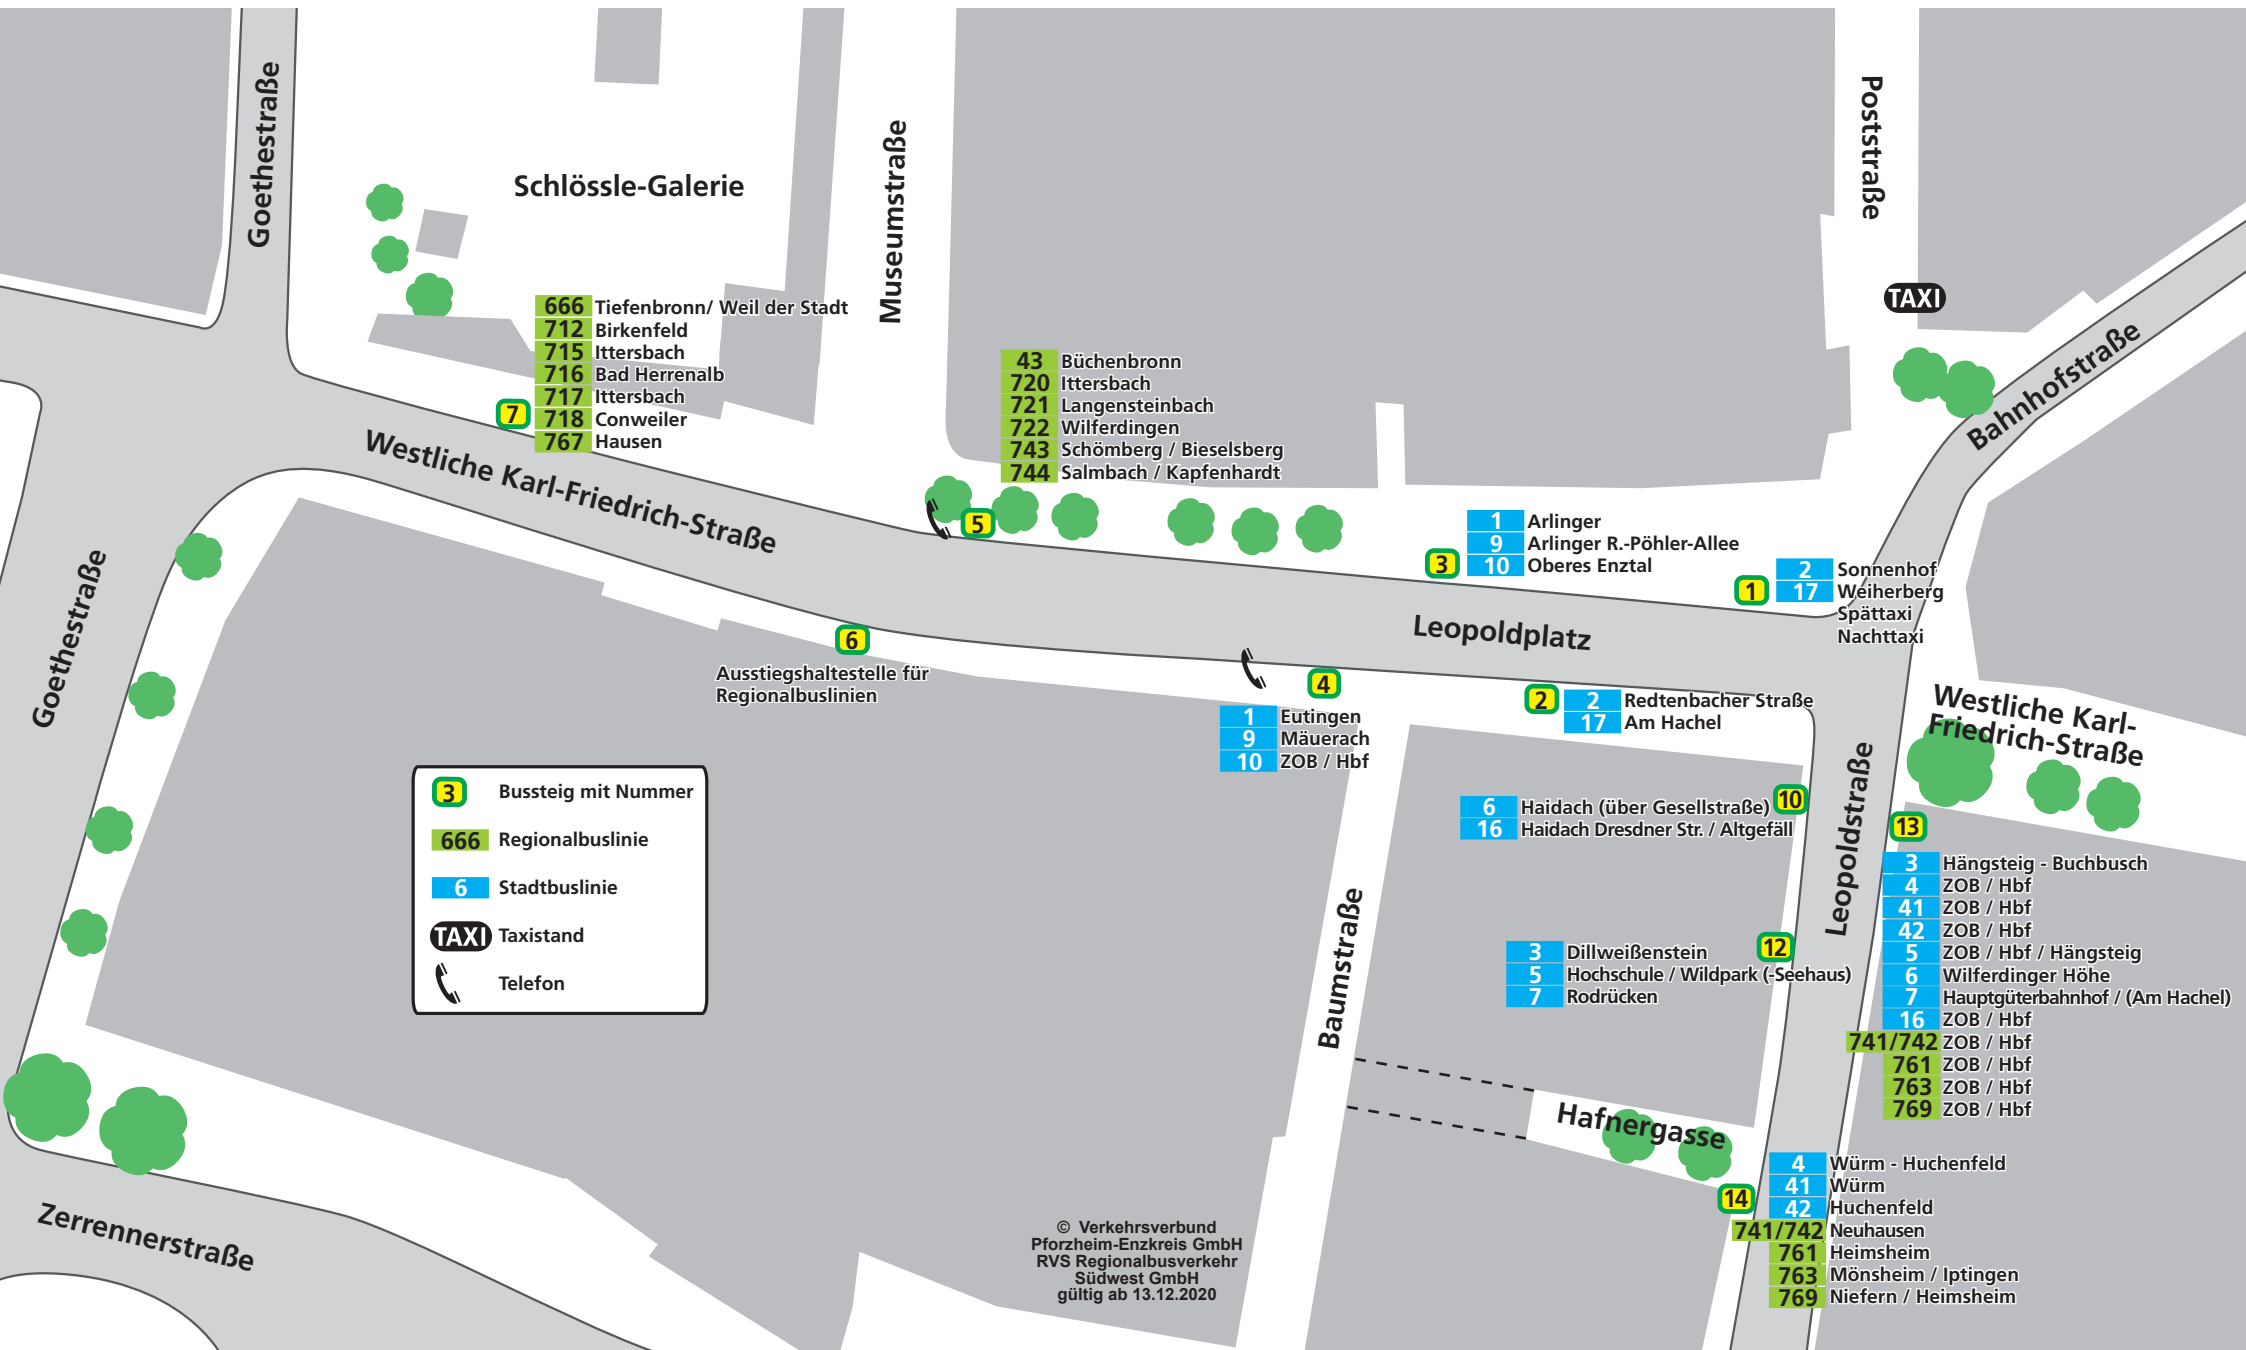 Goethestraße
Schlössle-Galerie
Museumstraße
Poststraße
TAXI
Bahnhofstraße
666 Tiefenbronn/ Weil der Stadt
712 Birkenfeld
715 Ittersbach
716 Bad Herrenalb
717 Ittersbach
718 Conweiler
767 Hausen
7
Westliche Karl-Friedrich-Straße
43 Büchenbronn
720 Ittersbach
721 Langensteinbach
722 Wilferdingen
743 Schömberg / Bieselsberg
744 Salmbach / Kapfenhardt
5
1 Arlinger
9 Arlinger R.-Pöhler-Allee
10 Oberes Enztal
3
2 Sonnenhof
17 Weiherberg
Spättaxi
Nachttaxi
1
Leopoldplatz
6
Ausstiegshaltestelle für
Regionalbuslinien
4
1 Eutingen
9 Mäuerach
10 ZOB / Hbf
2
2 Redtenbacher Straße
17 Am Hachel
Westliche Karl-
Friedrich-Straße
Goethestraße
3 Bussteig mit Nummer
666 Regionalbuslinie
6 Stadtbuslinie
TAXI Taxistand
Telefon
6 Haidach (über Gesellstraße)
16 Haidach Dresdner Str. / Altgefäll
10
Leopoldstraße
13
3 Hängsteig - Buchbusch
4 ZOB / Hbf
41 ZOB / Hbf
42 ZOB / Hbf
5 ZOB / Hbf / Hängsteig
6 Wilferdinger Höhe
7 Hauptgüterbahnhof / (Am Hachel)
16 ZOB / Hbf
741/742 ZOB / Hbf
761 ZOB / Hbf
763 ZOB / Hbf
769 ZOB / Hbf
12
3 Dillweißenstein
5 Hochschule / Wildpark (-Seehaus)
7 Rodrücken
Baumstraße
Hafnergasse
14
4 Würm - Huchenfeld
41 Würm
42 Huchenfeld
741/742 Neuhausen
761 Heimsheim
763 Mönsheim / Iptingen
769 Niefern / Heimsheim
Zerrennerstraße
© Verkehrsverbund
Pforzheim-Enzkreis GmbH
RVS Regionalbusverkehr
Südwest GmbH
gültig ab 13.12.2020